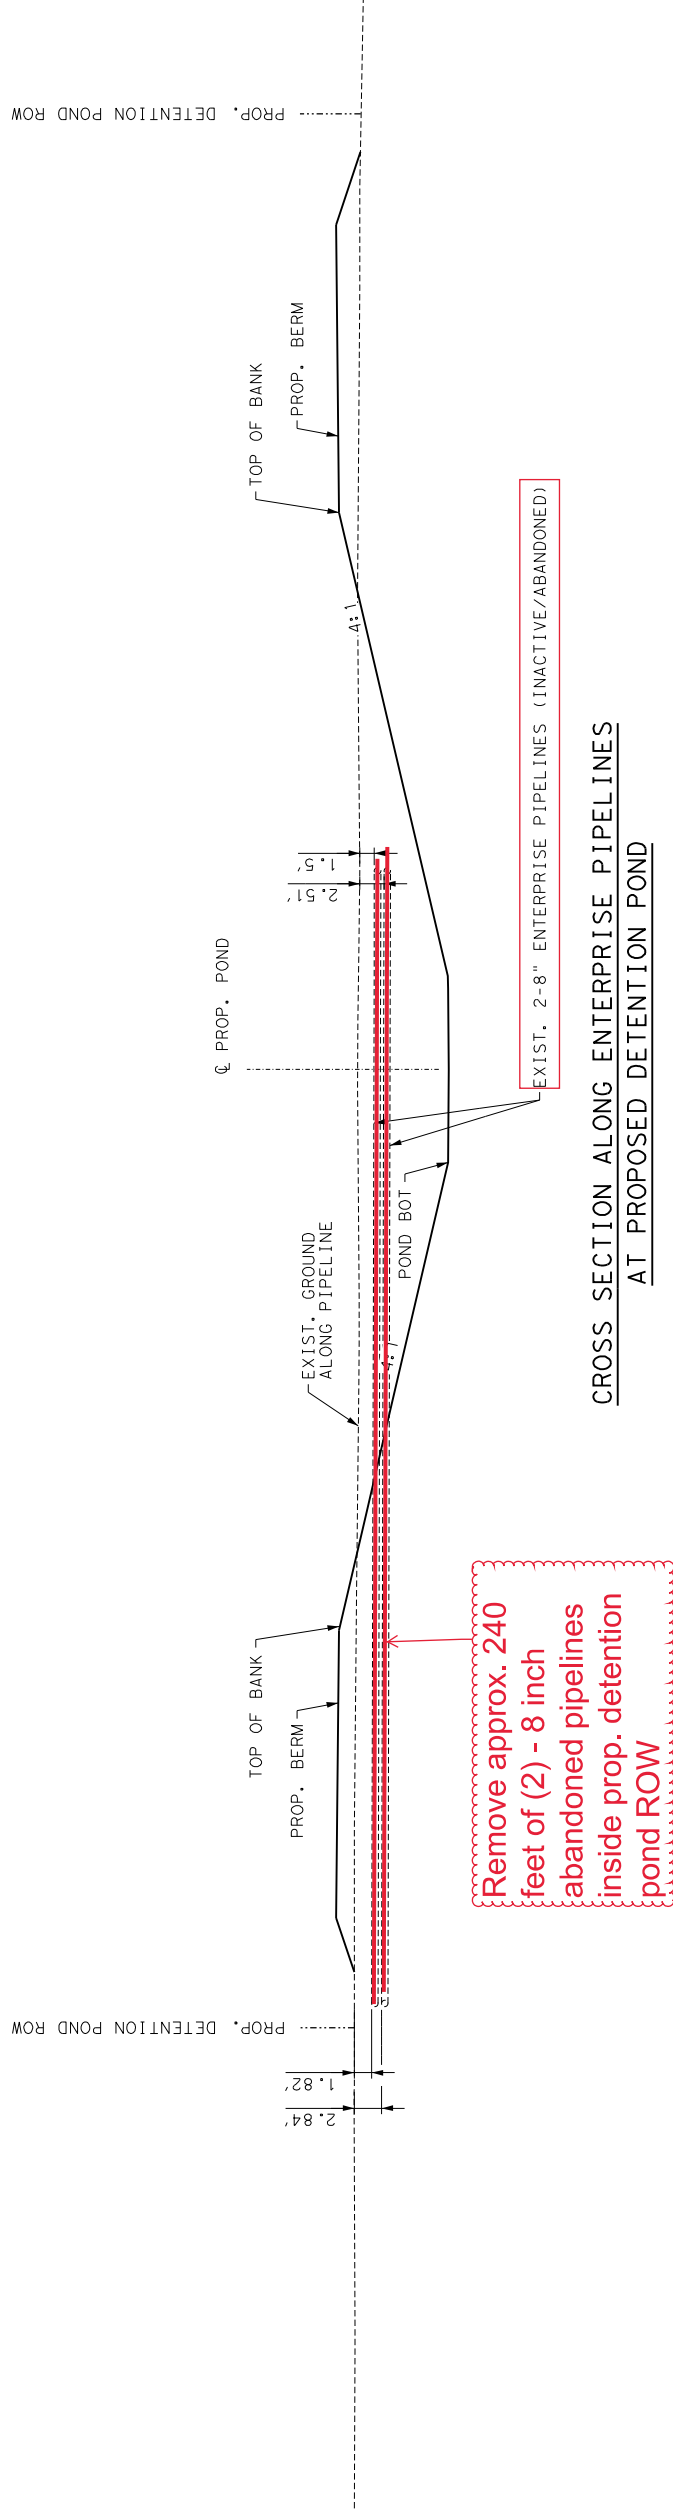 PROP. DETENTION POND ROW
PROP. DETENTION POND ROW
TOP OF BANK
PROP. BERM
1.82'
2.84'
EXIST. GROUND
ALONG PIPELINE
POND BOT
4:1
℄ PROP. POND
1.5'
2.51'
4:1
TOP OF BANK
PROP. BERM
EXIST. 2-8" ENTERPRISE PIPELINES (INACTIVE/ABANDONED)
Remove approx. 240
feet of (2) - 8 inch
abandoned pipelines
inside prop. detention
pond ROW
CROSS SECTION ALONG ENTERPRISE PIPELINES
AT PROPOSED DETENTION POND